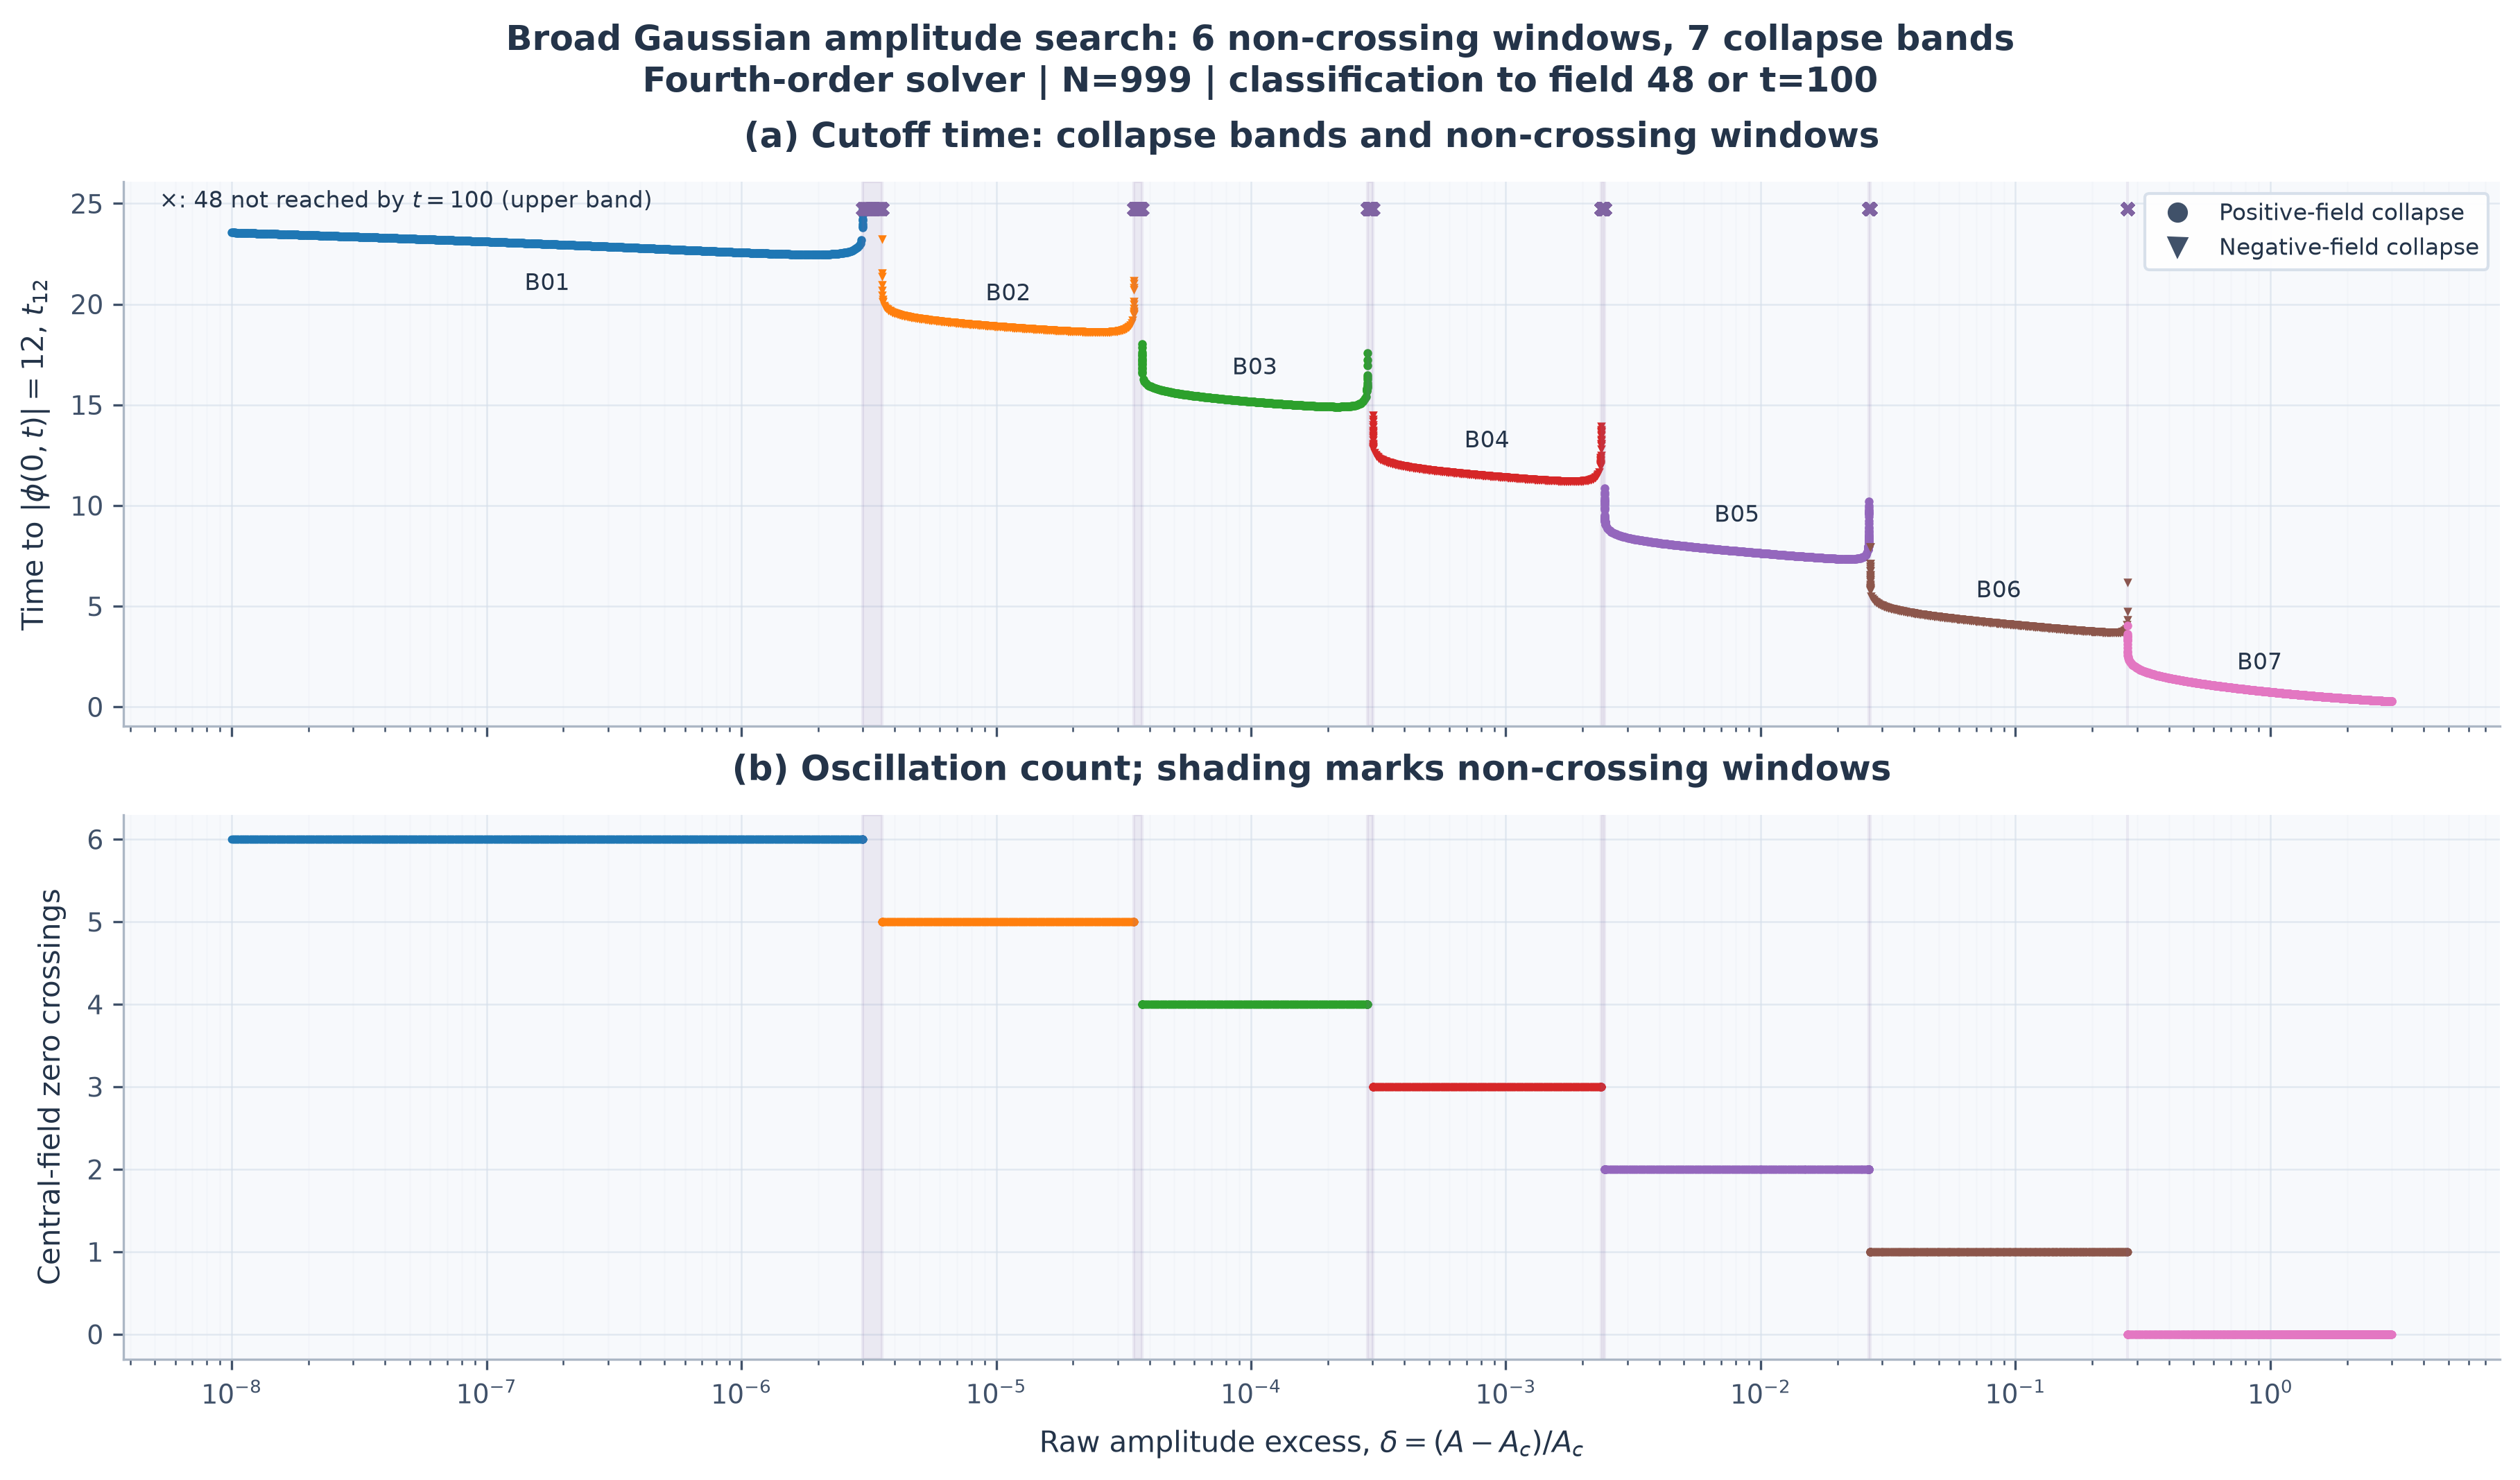 Broad Gaussian amplitude search: 6 non-crossing windows, 7 collapse bands
Fourth-order solver | N=999 | classification to field 48 or t=100
(a) Cutoff time: collapse bands and non-crossing windows
×: 48 not reached by t = 100 (upper band)
Positive-field collapse
Negative-field collapse
Time to |ϕ(0, t)| = 12, t₁₂
25
20
15
10
5
0
B01
B02
B03
B04
B05
B06
B07
(b) Oscillation count; shading marks non-crossing windows
Central-field zero crossings
6
5
4
3
2
1
0
10⁻⁸
10⁻⁷
10⁻⁶
10⁻⁵
10⁻⁴
10⁻³
10⁻²
10⁻¹
10⁰
Raw amplitude excess, δ = (A − A_c)/A_c